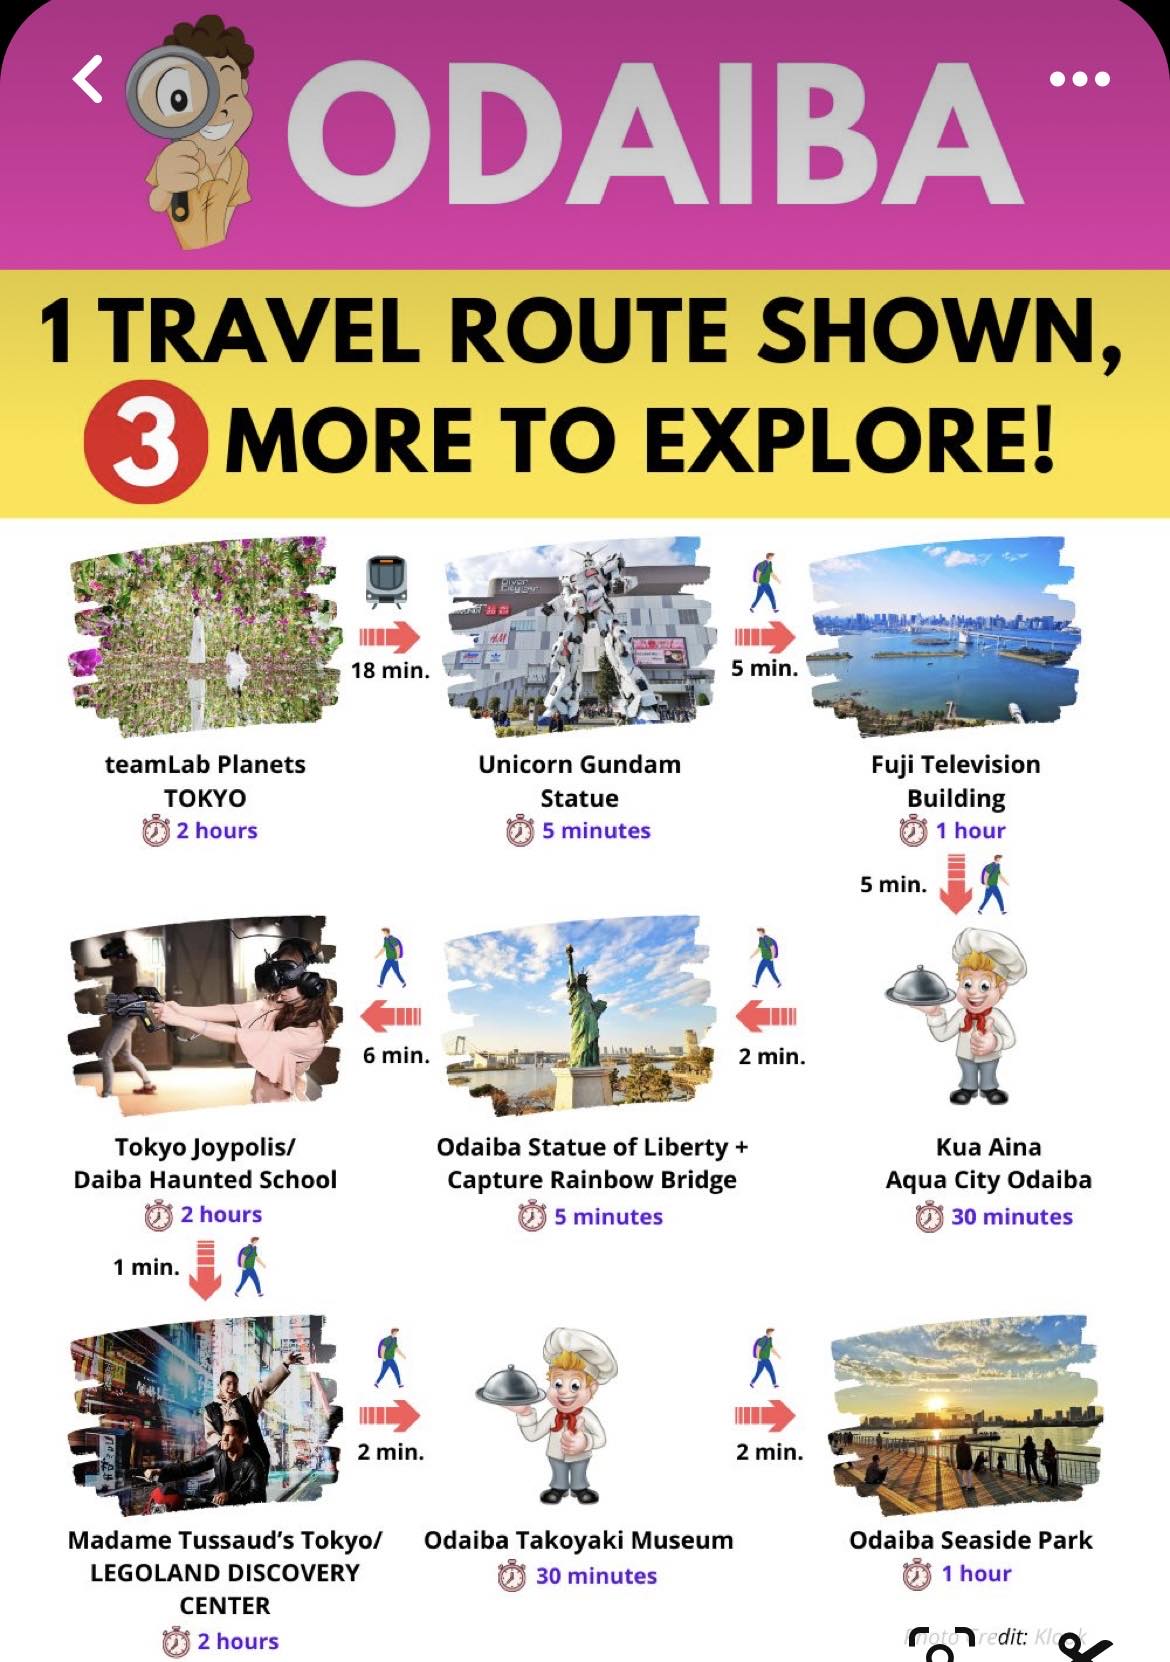 ODAIBA
1 TRAVEL ROUTE SHOWN,
3 MORE TO EXPLORE!
18 min.
5 min.
teamLab Planets
TOKYO
2 hours
Unicorn Gundam
Statue
5 minutes
Fuji Television
Building
1 hour
5 min.
6 min.
2 min.
Tokyo Joypolis/
Daiba Haunted School
2 hours
Odaiba Statue of Liberty +
Capture Rainbow Bridge
5 minutes
Kua Aina
Aqua City Odaiba
30 minutes
1 min.
2 min.
2 min.
Madame Tussaud's Tokyo/
LEGOLAND DISCOVERY
CENTER
2 hours
Odaiba Takoyaki Museum
30 minutes
Odaiba Seaside Park
1 hour
Photo Credit: